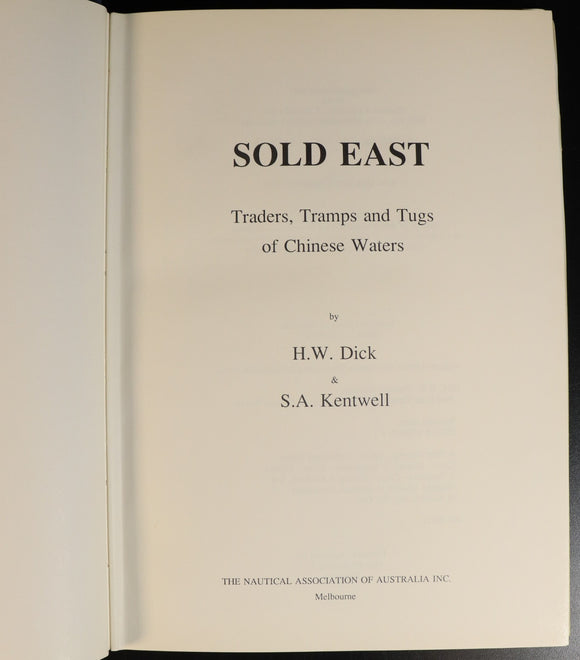 SOLD EAST
Traders, Tramps and Tugs
of Chinese Waters
by
H.W. Dick
&
S.A. Kentwell
THE NAUTICAL ASSOCIATION OF AUSTRALIA INC.
Melbourne